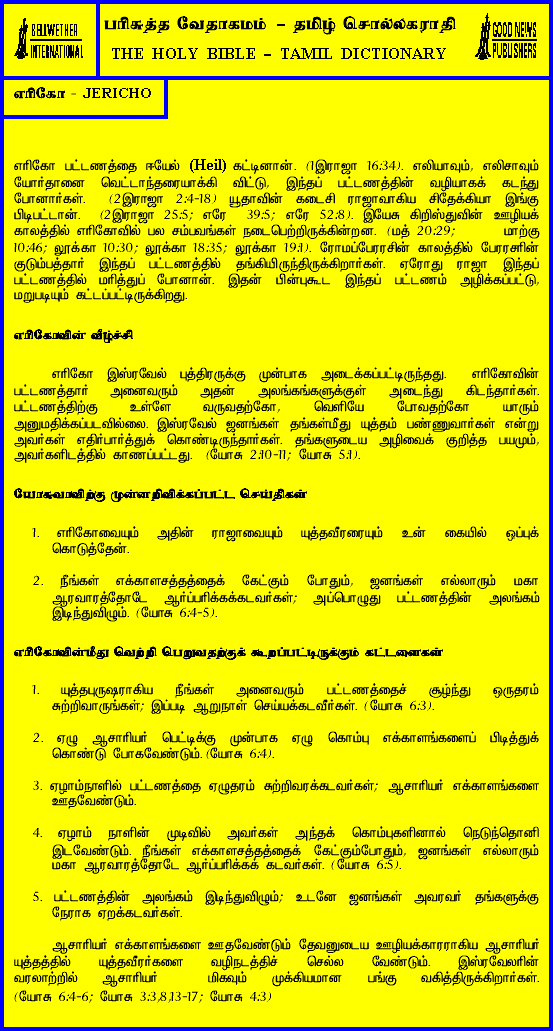 BELLWETHER
INTERNATIONAL
பரிசுத்த வேதாகமம் – தமிழ் சொல்லகராதி
THE HOLY BIBLE – TAMIL DICTIONARY
GOOD NEWS
PUBLISHERS
எரிகோ - JERICHO
எரிகோ பட்டணத்தை ஈயேல் (Heil) கட்டினான். (1இராஜா 16:34). எலியாவும், எலிசாவும்
யோர்தானை வெட்டாந்தரையாக்கி விட்டு, இந்தப் பட்டணத்தின் வழியாகக் கடந்து
போனார்கள். (2இராஜா 2:4-18) யூதாவின் கடைசி ராஜாவாகிய சிதேக்கியா இங்கு
பிடிபட்டான். (2இராஜா 25:5; எரே 39:5; எரே 52:8). இயேசு கிறிஸ்துவின் ஊழியக்
காலத்தில் எரிகோவில் பல சம்பவங்கள் நடைபெற்றிருக்கின்றன. (மத் 20:29; மாற்கு
10:46; லூக்கா 10:30; லூக்கா 18:35; லூக்கா 19:1). ரோமப்பேரரசின் காலத்தில் பேரரசரின்
குடும்பத்தார் இந்தப் பட்டணத்தில் தங்கியிருந்திருக்கிறார்கள். ஏரோது ராஜா இந்தப்
பட்டணத்தில் மரித்துப் போனான். இதன் பின்புகூட இந்தப் பட்டணம் அழிக்கப்பட்டு,
மறுபடியும் கட்டப்பட்டிருக்கிறது.
எரிகோவின் வீழ்ச்சி
எரிகோ இஸ்ரவேல் புத்திரருக்கு முன்பாக அடைக்கப்பட்டிருந்தது. எரிகோவின்
பட்டணத்தார் அனைவரும் அதன் அலங்கங்களுக்குள் அடைந்து கிடந்தார்கள்.
பட்டணத்திற்கு உள்ளே வருவதற்கோ, வெளியே போவதற்கோ யாரும்
அனுமதிக்கப்படவில்லை. இஸ்ரவேல் ஜனங்கள் தங்கள்மீது யுத்தம் பண்ணுவார்கள் என்று
அவர்கள் எதிர்பார்த்துக் கொண்டிருந்தார்கள். தங்களுடைய அழிவைக் குறித்த பயமும்,
அவர்களிடத்தில் காணப்பட்டது. (யோசு 2:10-11; யோசு 5:1).
யோசுவாவிற்கு முன்னறிவிக்கப்பட்ட செய்திகள்
1. எரிகோவையும் அதின் ராஜாவையும் யுத்தவீரரையும் உன் கையில் ஒப்புக்
கொடுத்தேன்.
2. நீங்கள் எக்காளசத்தத்தைக் கேட்கும் போதும், ஜனங்கள் எல்லாரும் மகா
ஆரவாரத்தோடே ஆர்ப்பரிக்கக்கடவர்கள்; அப்பொழுது பட்டணத்தின் அலங்கம்
இடிந்துவிழும். (யோசு 6:4-5).
எரிகோவின்மீது வெற்றி பெறுவதற்குக் கூறப்பட்டிருக்கும் கட்டளைகள்
1. யுத்தபுருஷராகிய நீங்கள் அனைவரும் பட்டணத்தைச் சூழ்ந்து ஒருதரம்
சுற்றிவாருங்கள்; இப்படி ஆறுநாள் செய்யக்கடவீர்கள். (யோசு 6:3).
2. ஏழு ஆசாரியர் பெட்டிக்கு முன்பாக ஏழு கொம்பு எக்காளங்களைப் பிடித்துக்
கொண்டு போகவேண்டும். (யோசு 6:4).
3. ஏழாம்நாளில் பட்டணத்தை ஏழுதரம் சுற்றிவரக்கடவர்கள்; ஆசாரியர் எக்காளங்களை
ஊதவேண்டும்.
4. ஏழாம் நாளின் முடிவில் அவர்கள் அந்தக் கொம்புகளினால் நெடுந்தொனி
இடவேண்டும். நீங்கள் எக்காளசத்தத்தைக் கேட்கும்போதும், ஜனங்கள் எல்லாரும்
மகா ஆரவாரத்தோடே ஆர்ப்பரிக்கக் கடவர்கள். (யோசு 6:5).
5. பட்டணத்தின் அலங்கம் இடிந்துவிழும்; உடனே ஜனங்கள் அவரவர் தங்களுக்கு
நேராக ஏறக்கடவர்கள்.
ஆசாரியர் எக்காளங்களை ஊதவேண்டும் தேவனுடைய ஊழியக்காரராகிய ஆசாரியர்
யுத்தத்தில் யுத்தவீரர்களை வழிநடத்திச் செல்ல வேண்டும். இஸ்ரவேலரின்
வரலாற்றில் ஆசாரியர் மிகவும் முக்கியமான பங்கு வகித்திருக்கிறார்கள்.
(யோசு 6:4-6; யோசு 3:3,8,13-17; யோசு 4:3)